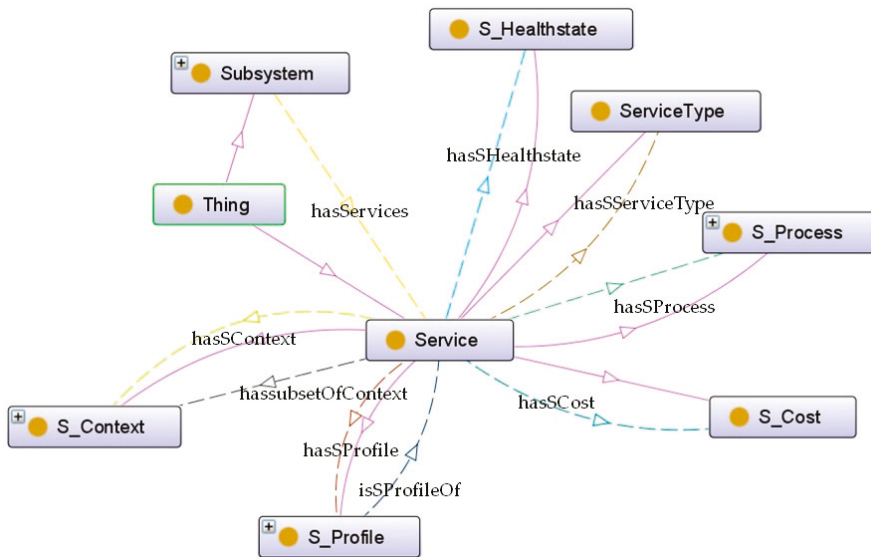 S_Healthstate
Subsystem
ServiceType
hasSHealthstate
Thing
hasServices
hasSServiceType
S_Process
hasSProcess
Service
hasSContext
hassubsetOfContext
hasSCost
S_Context
S_Cost
hasSProfile
isSProfileOf
S_Profile